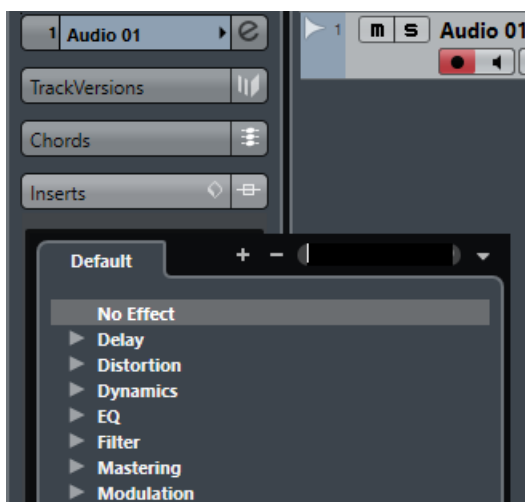 1 Audio 01
1 m s Audio 01
TrackVersions
Chords
Inserts
Default
No Effect
Delay
Distortion
Dynamics
EQ
Filter
Mastering
Modulation